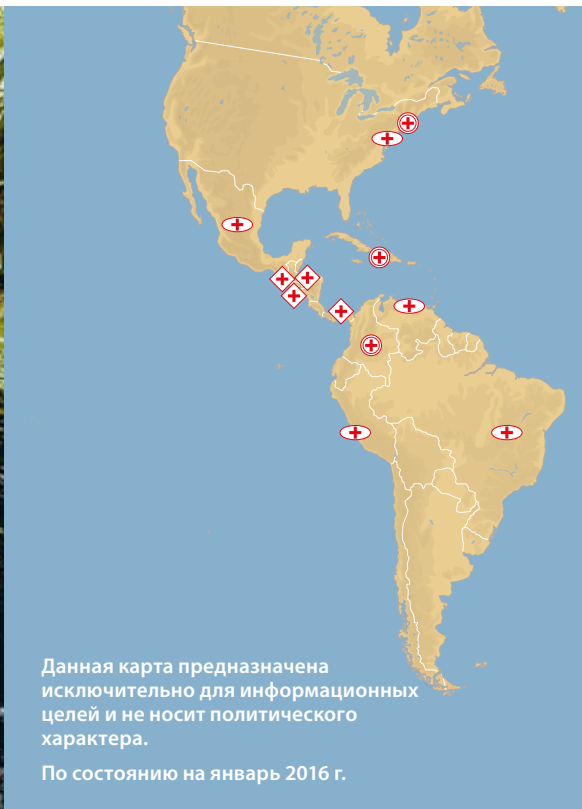 Данная карта предназначена
исключительно для информационных
целей и не носит политического
характера.
По состоянию на январь 2016 г.